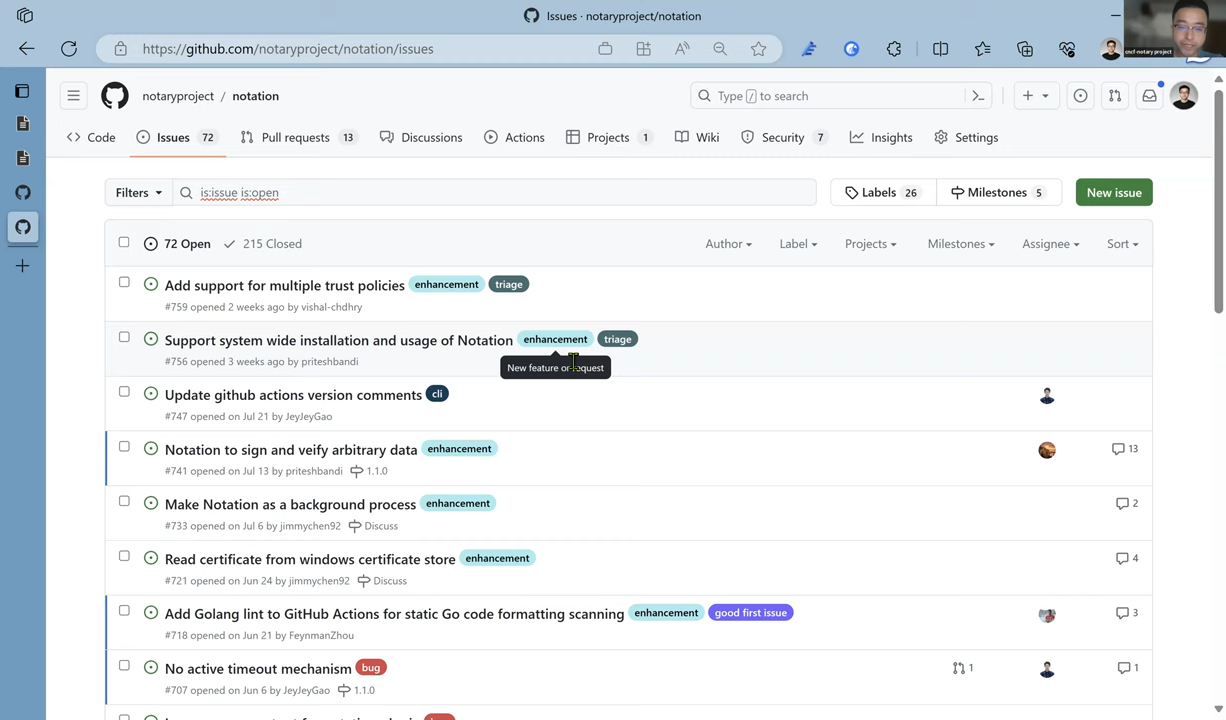 Issues · notaryproject/notation
https://github.com/notaryproject/notation/issues
cncf-notary project
notaryproject / notation
Type / to search
Code
Issues 72
Pull requests 13
Discussions
Actions
Projects 1
Wiki
Security 7
Insights
Settings
Filters
is:issue is:open
Labels 26
Milestones 5
New issue
72 Open
215 Closed
Author
Label
Projects
Milestones
Assignee
Sort
Add support for multiple trust policies enhancement triage
#759 opened 2 weeks ago by vishal-chdhry
Support system wide installation and usage of Notation enhancement triage
#756 opened 3 weeks ago by priteshbandi
New feature or request
Update github actions version comments cli
#747 opened on Jul 21 by JeyJeyGao
Notation to sign and veify arbitrary data enhancement 13
#741 opened on Jul 13 by priteshbandi 1.1.0
Make Notation as a background process enhancement 2
#733 opened on Jul 6 by jimmychen92 Discuss
Read certificate from windows certificate store enhancement 4
#721 opened on Jun 24 by jimmychen92 Discuss
Add Golang lint to GitHub Actions for static Go code formatting scanning enhancement good first issue 3
#718 opened on Jun 21 by FeynmanZhou
No active timeout mechanism bug 1 1
#707 opened on Jun 6 by JeyJeyGao 1.1.0